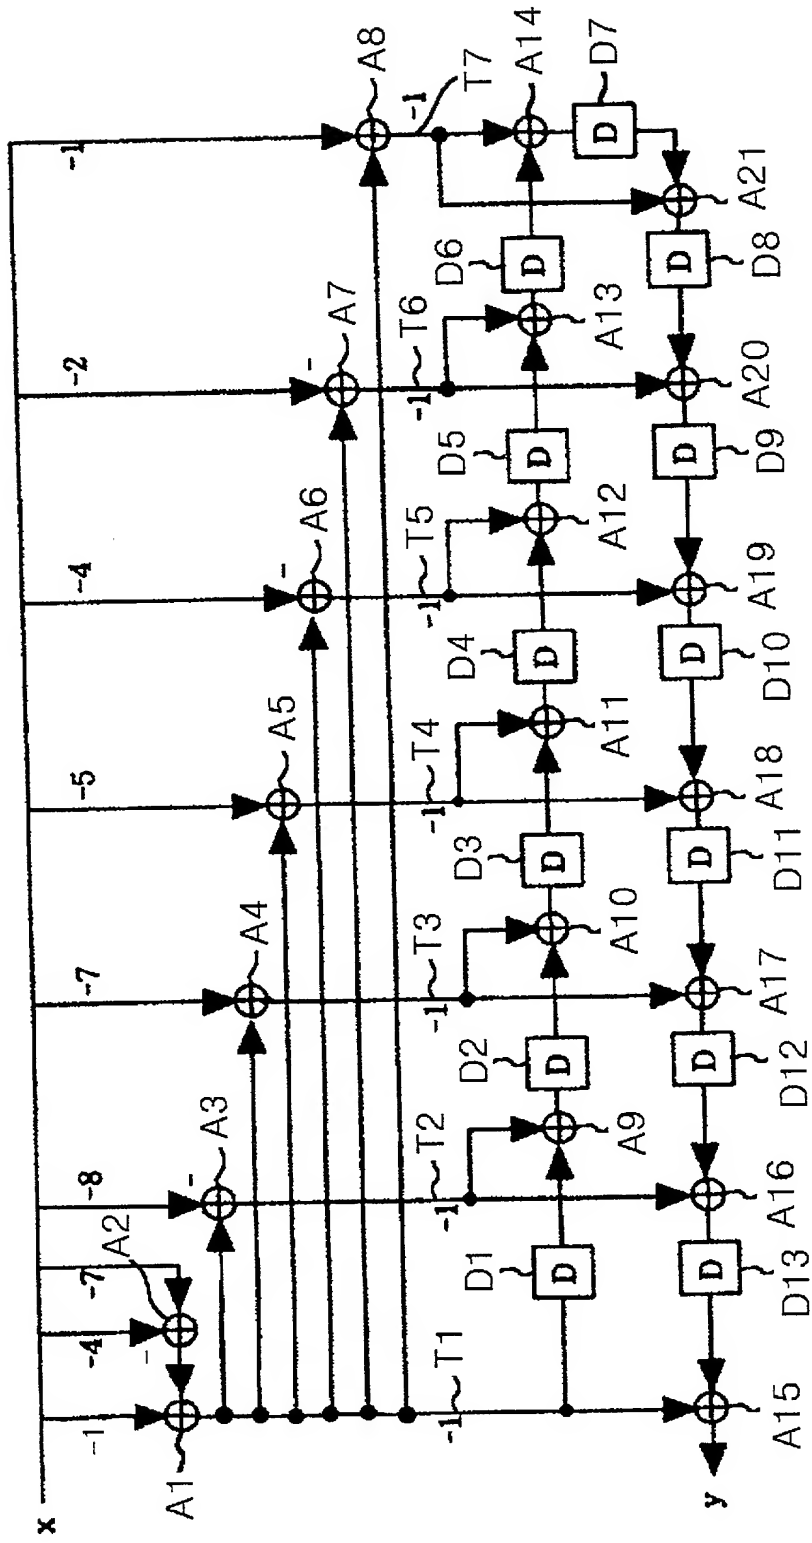 x
-1 -4 -7 -8 -7 -5 -4 -2 -1
A2
-
A1
- A3
A4
A5
- A6
- A7
A8
-1 T1 -1 T2 -1 T3 -1 T4 -1 T5 -1 T6 -1 T7
D1 D2 D3 D4 D5 D6 A14
D D D D D D
A9 A10 A11 A12 A13 D7
D
y D D D D D D
A15 D13 A16 D12 A17 D11 A18 D10 A19 D9 A20 D8 A21